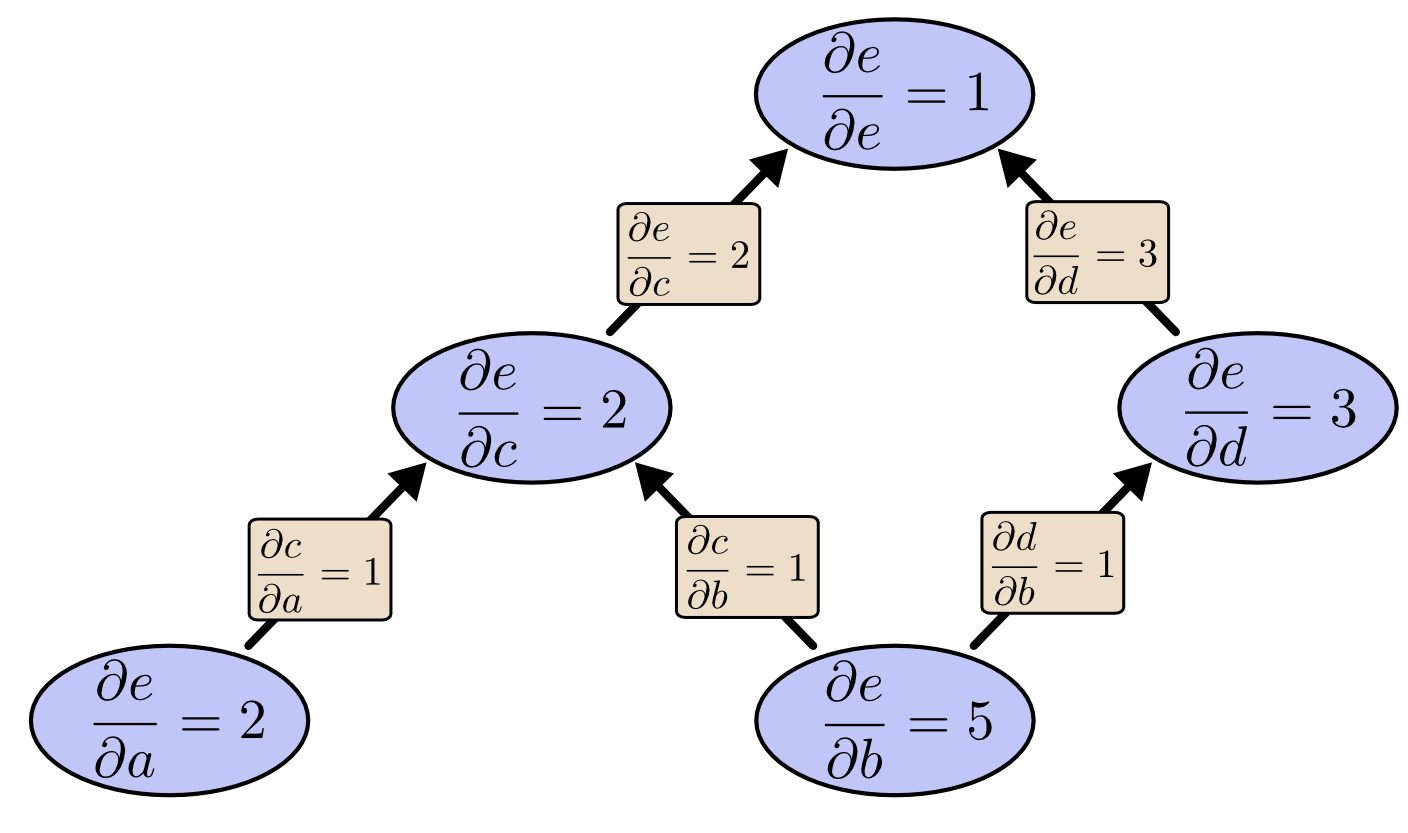 ∂e/∂e = 1
∂e/∂c = 2
∂e/∂d = 3
∂e/∂c = 2
∂e/∂d = 3
∂c/∂a = 1
∂c/∂b = 1
∂d/∂b = 1
∂e/∂a = 2
∂e/∂b = 5